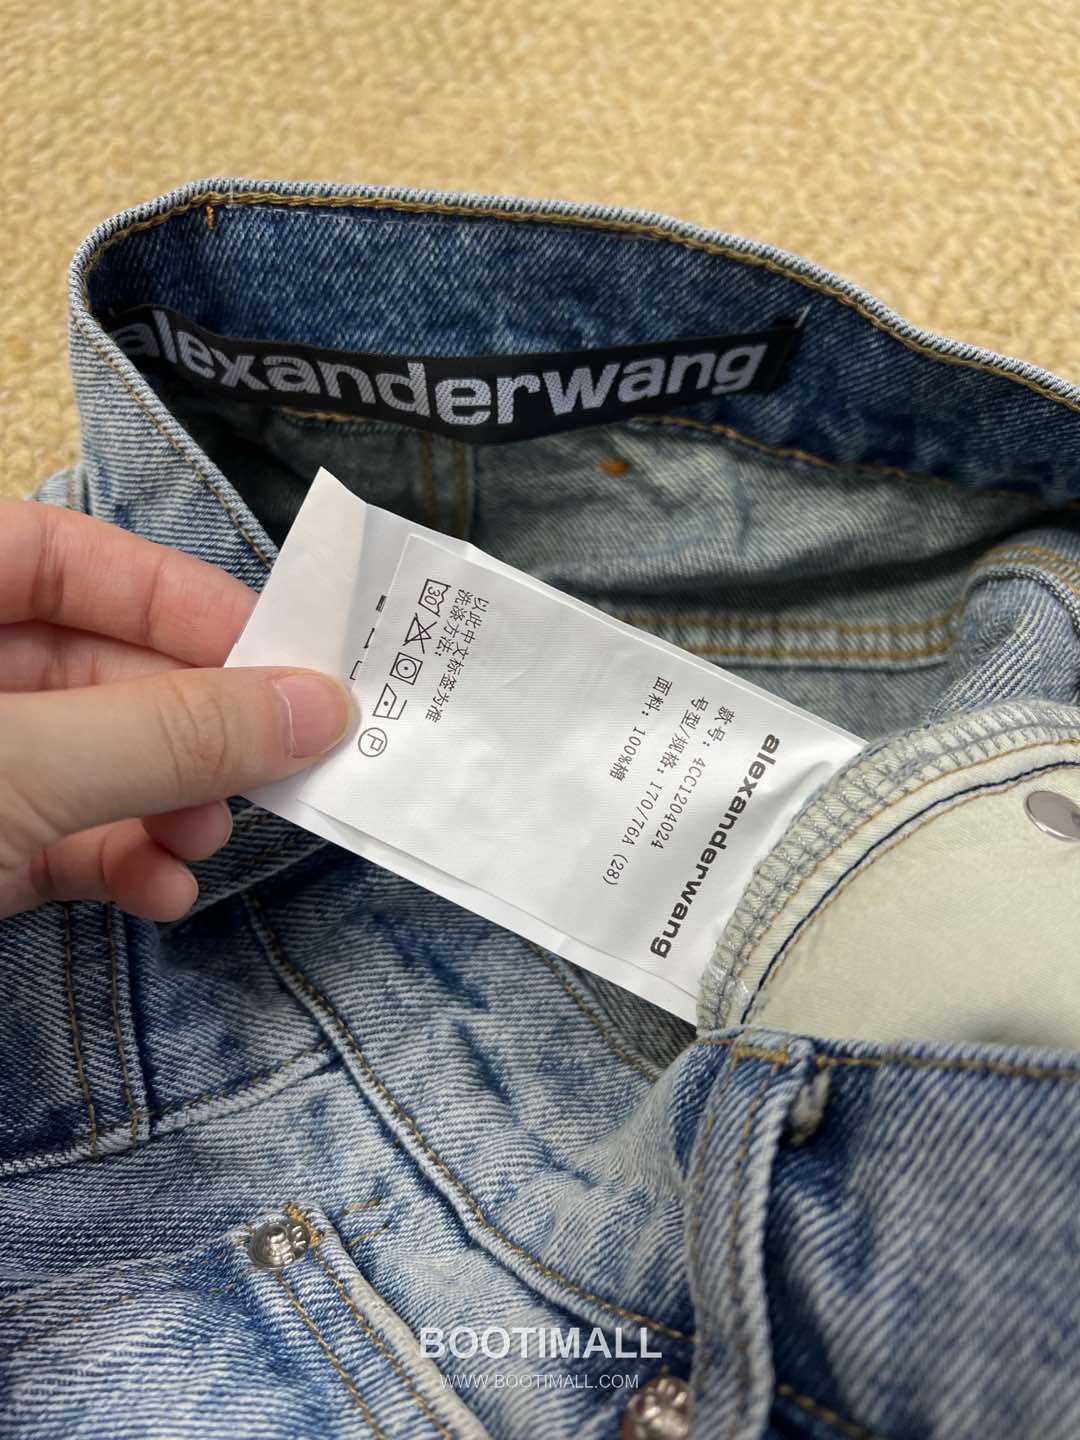 alexanderwang
alexanderwang
款号: 4CC1204024
号型/规格: 170/76A (28)
面料: 100%棉
洗涤方法:
30
P
以此中文标签为准
BOOTIMALL
WWW.BOOTIMALL.COM